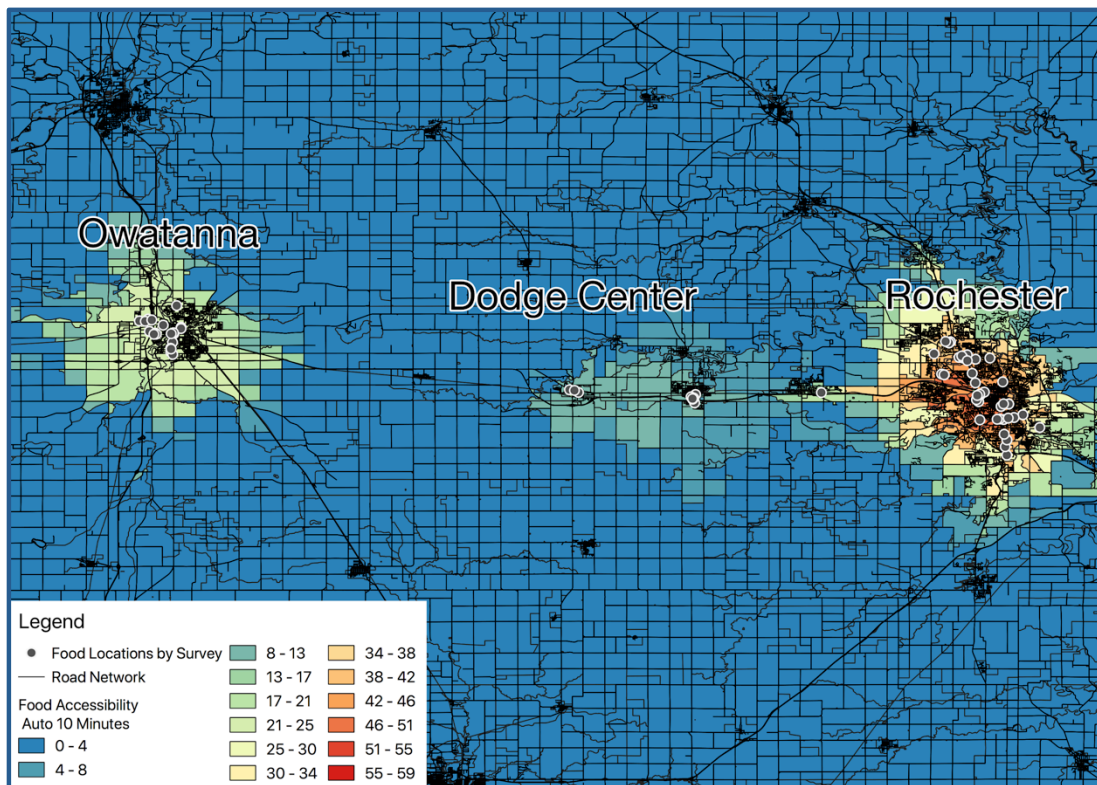 Owatanna
Dodge Center
Rochester
Legend
Food Locations by Survey
Road Network
Food Accessibility
Auto 10 Minutes
0 - 4
4 - 8
8 - 13
13 - 17
17 - 21
21 - 25
25 - 30
30 - 34
34 - 38
38 - 42
42 - 46
46 - 51
51 - 55
55 - 59